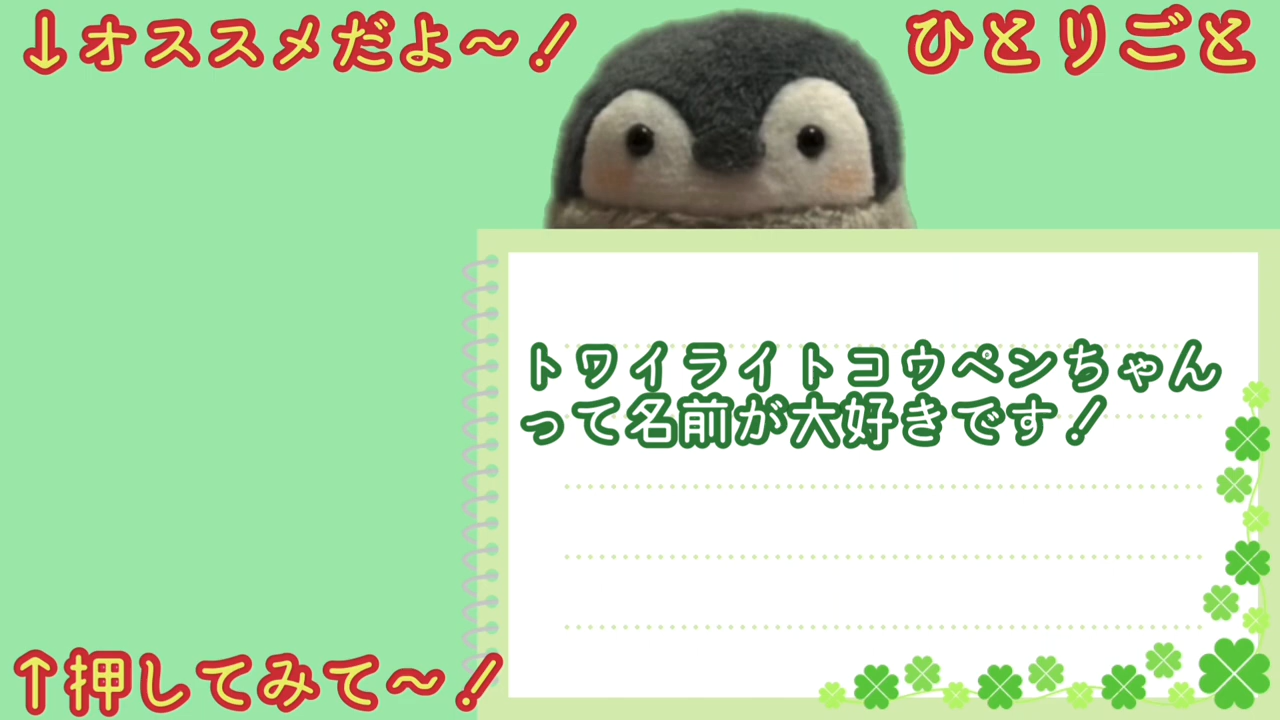 ↓オススメだよ～！
ひとりごと
トワイライトコウペンちゃん
って名前が大好きです！
↑押してみて～！